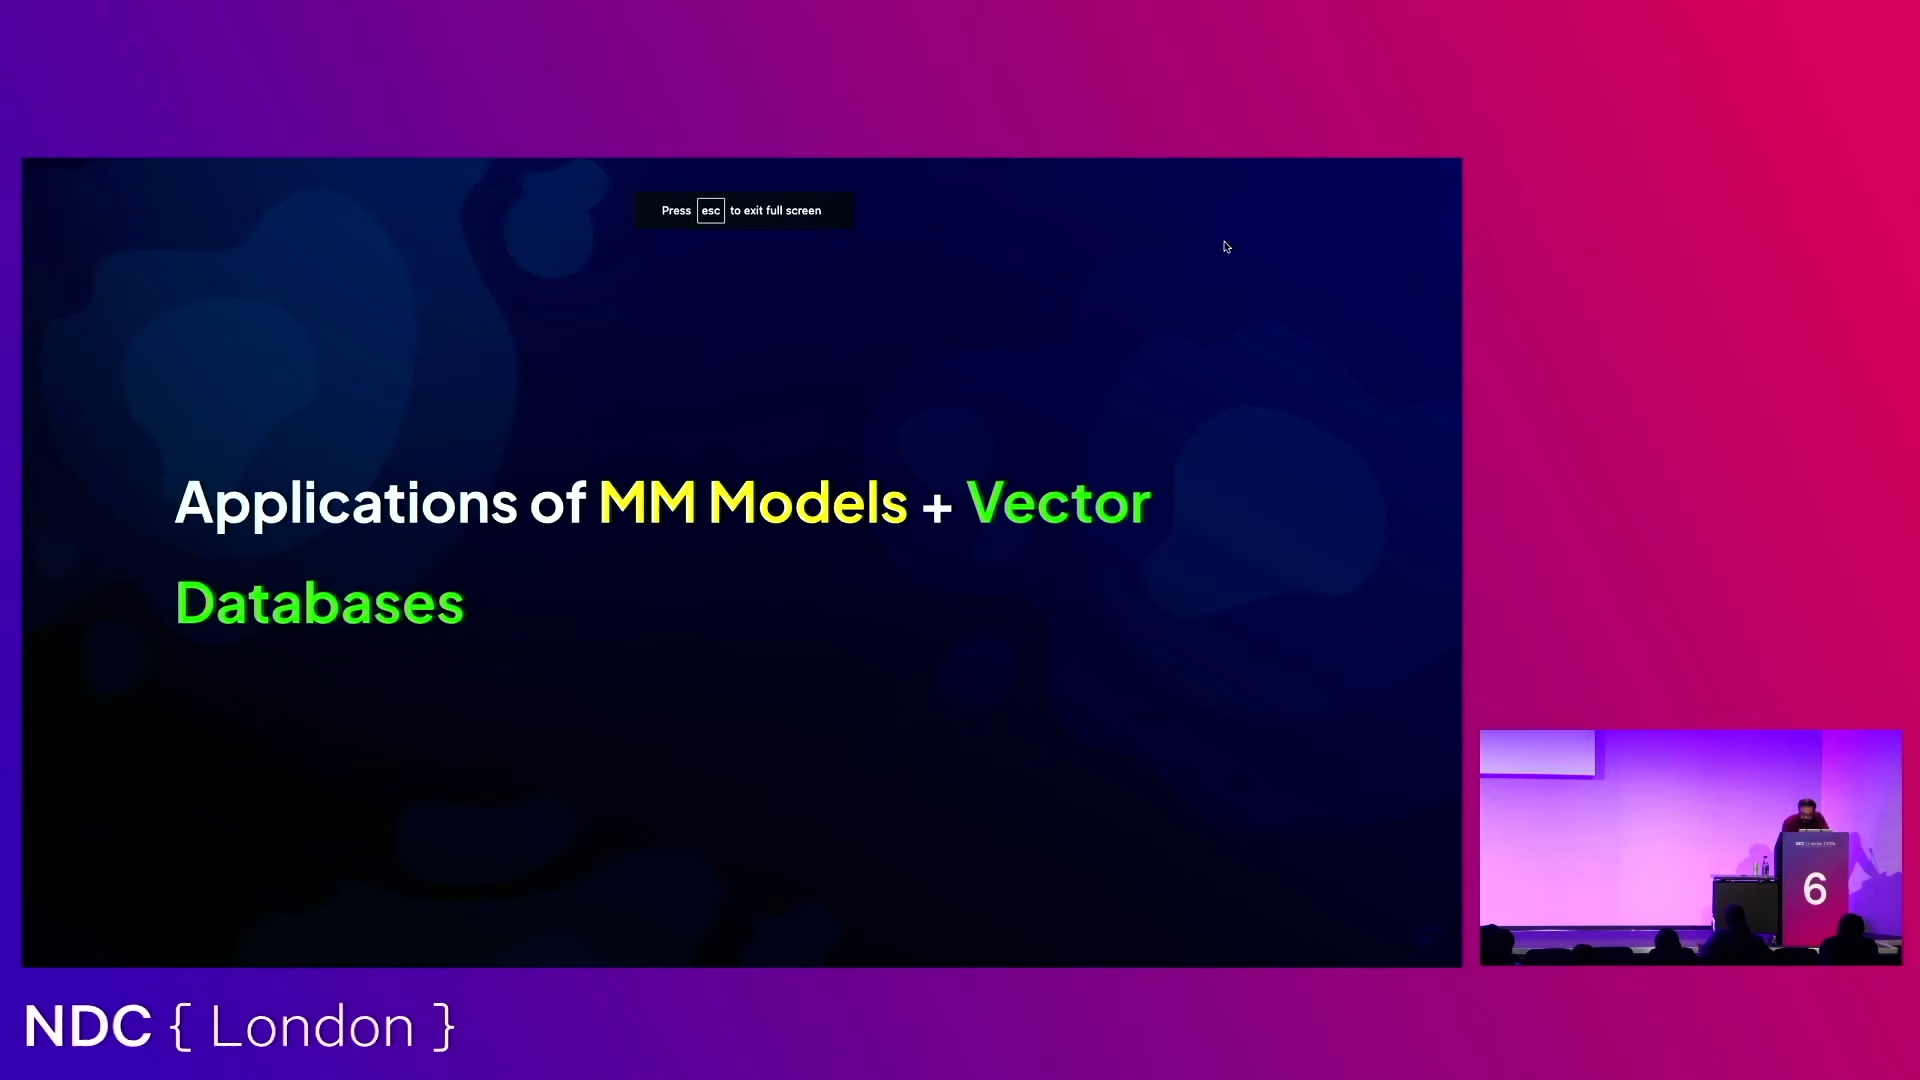 Press esc to exit full screen
Applications of MM Models + Vector
Databases
6
NDC { London }